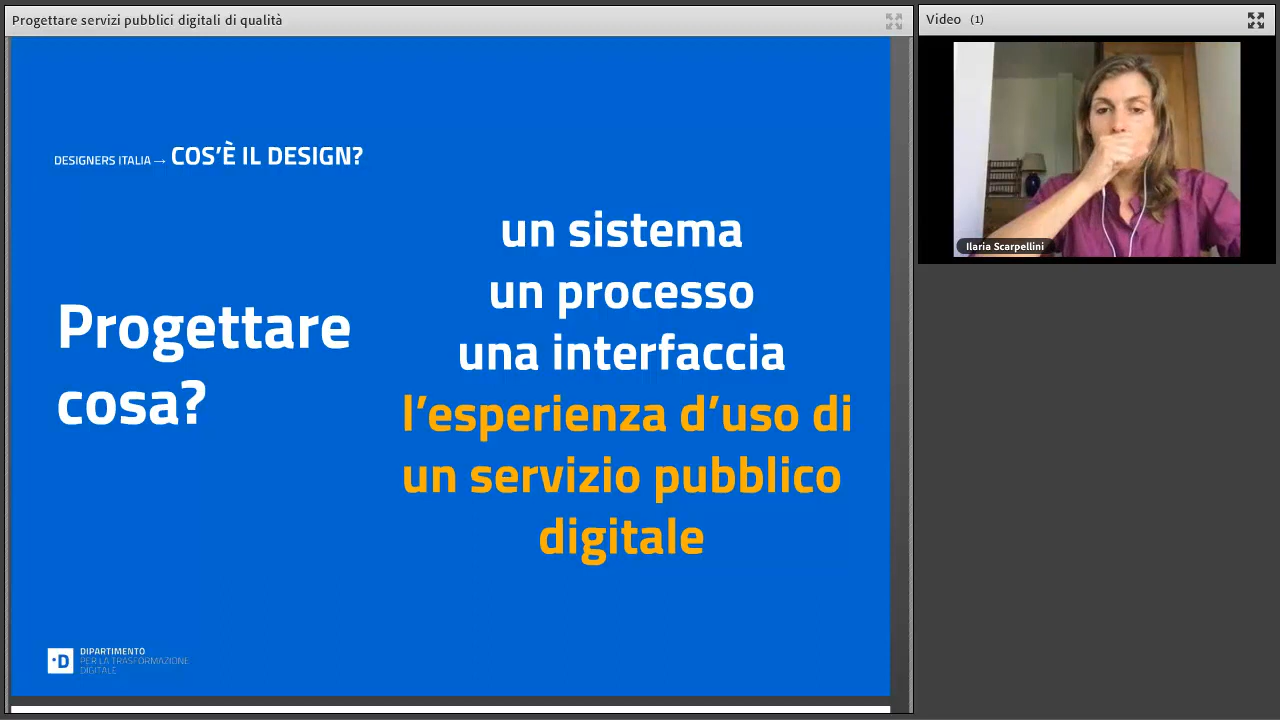 Progettare servizi pubblici digitali di qualità
Video (1)
DESIGNERS ITALIA → COS'È IL DESIGN?
un sistema
un processo
una interfaccia
l'esperienza d'uso di
un servizio pubblico
digitale
Progettare
cosa?
Ilaria Scarpellini
·D
DIPARTIMENTO
PER LA TRASFORMAZIONE
DIGITALE